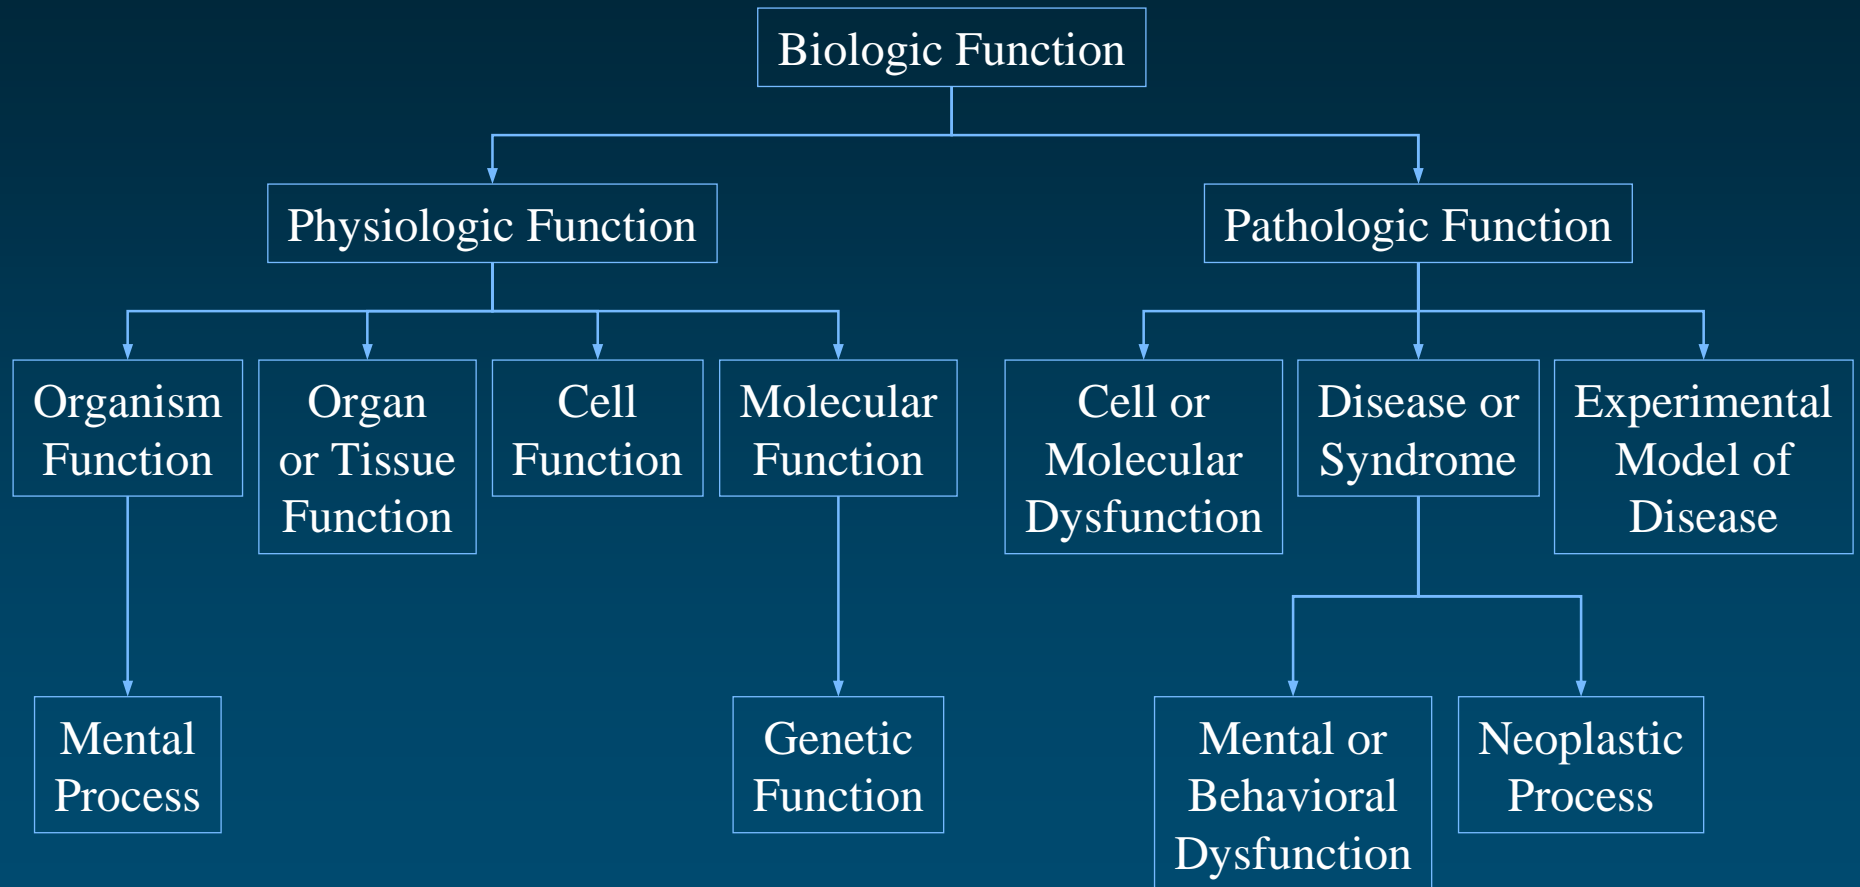 Biologic Function
Physiologic Function
Pathologic Function
Organism
Function
Organ
or Tissue
Function
Cell
Function
Molecular
Function
Cell or
Molecular
Dysfunction
Disease or
Syndrome
Experimental
Model of
Disease
Mental
Process
Genetic
Function
Mental or
Behavioral
Dysfunction
Neoplastic
Process